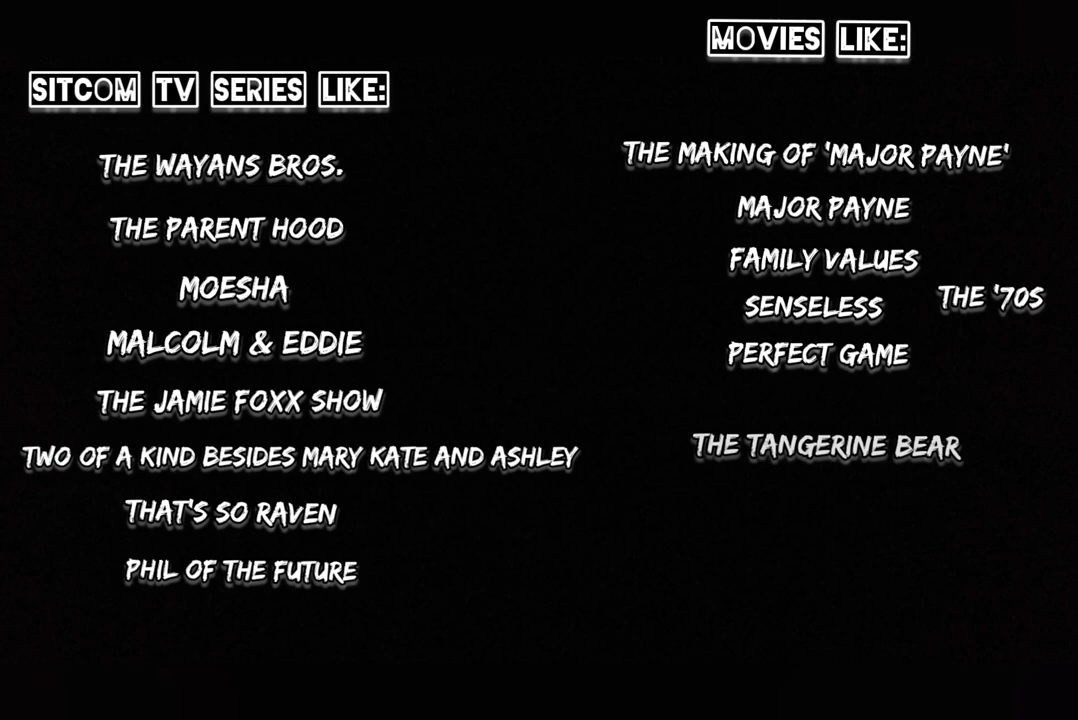 SITCOM TV SERIES LIKE:
THE WAYANS BROS.
THE PARENT HOOD
MOESHA
MALCOLM & EDDIE
THE JAMIE FOXX SHOW
TWO OF A KIND BESIDES MARY KATE AND ASHLEY
THAT'S SO RAVEN
PHIL OF THE FUTURE
MOVIES LIKE:
THE MAKING OF 'MAJOR PAYNE'
MAJOR PAYNE
FAMILY VALUES
SENSELESS
THE '70S
PERFECT GAME
THE TANGERINE BEAR